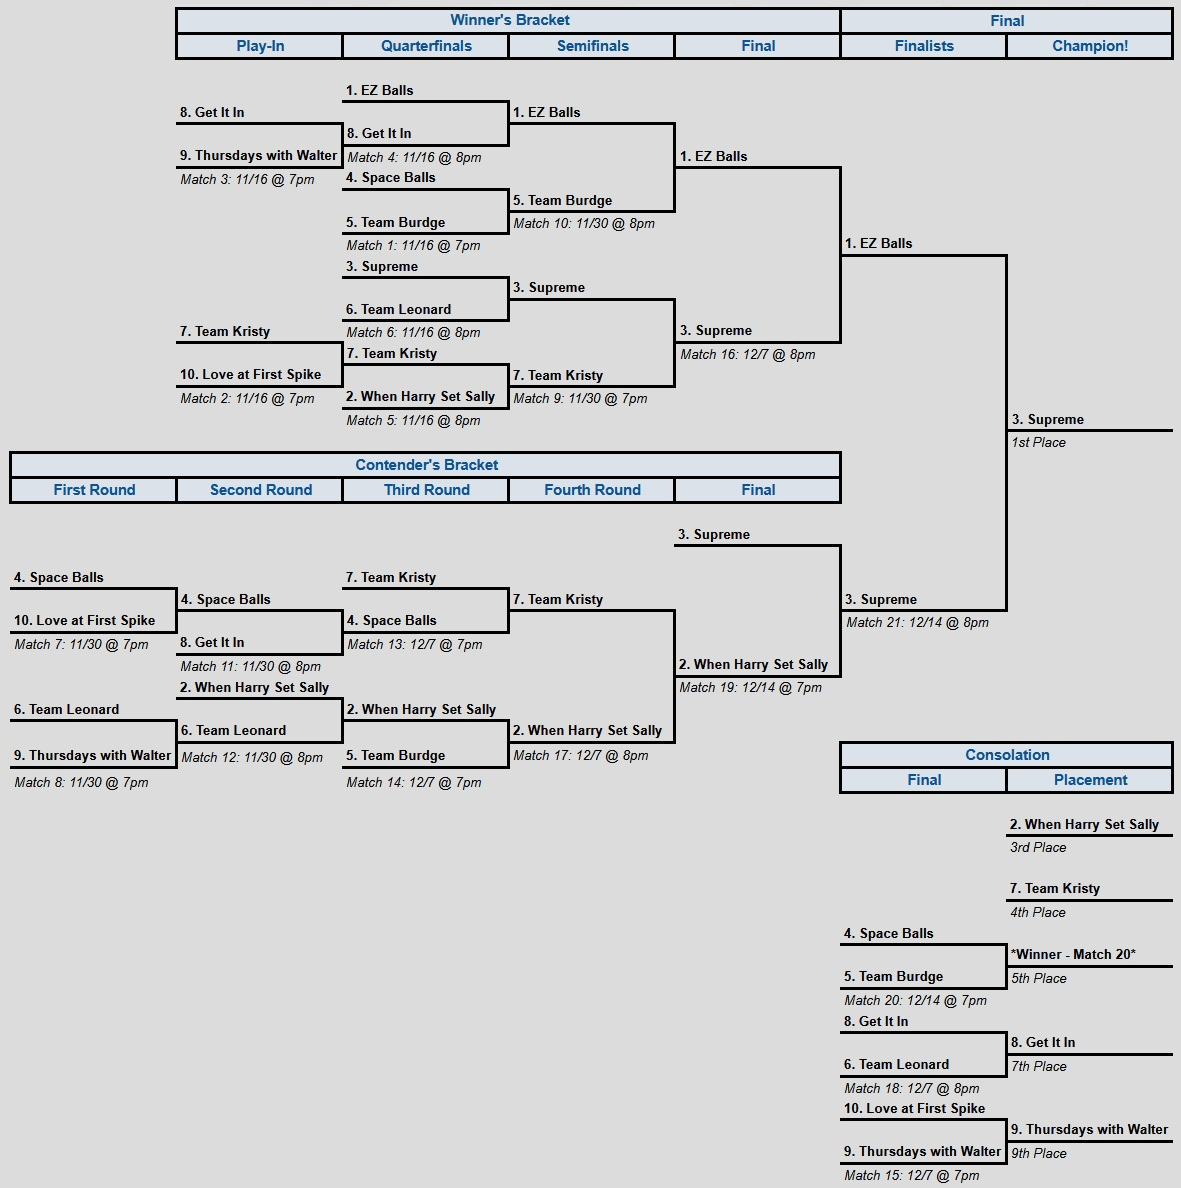 Winner's Bracket
Final
Play-In
Quarterfinals
Semifinals
Final
Finalists
Champion!
1. EZ Balls
8. Get It In
1. EZ Balls
8. Get It In
9. Thursdays with Walter
Match 4: 11/16 @ 8pm
1. EZ Balls
Match 3: 11/16 @ 7pm
4. Space Balls
5. Team Burdge
5. Team Burdge
Match 10: 11/30 @ 8pm
Match 1: 11/16 @ 7pm
1. EZ Balls
3. Supreme
3. Supreme
6. Team Leonard
7. Team Kristy
Match 6: 11/16 @ 8pm
3. Supreme
7. Team Kristy
Match 16: 12/7 @ 8pm
10. Love at First Spike
7. Team Kristy
Match 2: 11/16 @ 7pm
2. When Harry Set Sally
Match 9: 11/30 @ 7pm
Match 5: 11/16 @ 8pm
3. Supreme
1st Place
Contender's Bracket
First Round
Second Round
Third Round
Fourth Round
Final
3. Supreme
4. Space Balls
7. Team Kristy
4. Space Balls
7. Team Kristy
3. Supreme
10. Love at First Spike
4. Space Balls
Match 21: 12/14 @ 8pm
Match 7: 11/30 @ 7pm
8. Get It In
Match 13: 12/7 @ 7pm
Match 11: 11/30 @ 8pm
2. When Harry Set Sally
2. When Harry Set Sally
Match 19: 12/14 @ 7pm
6. Team Leonard
2. When Harry Set Sally
6. Team Leonard
2. When Harry Set Sally
9. Thursdays with Walter
Match 12: 11/30 @ 8pm
5. Team Burdge
Match 17: 12/7 @ 8pm
Match 8: 11/30 @ 7pm
Match 14: 12/7 @ 7pm
Consolation
Final
Placement
2. When Harry Set Sally
3rd Place
7. Team Kristy
4th Place
4. Space Balls
*Winner - Match 20*
5. Team Burdge
5th Place
Match 20: 12/14 @ 7pm
8. Get It In
8. Get It In
6. Team Leonard
7th Place
Match 18: 12/7 @ 8pm
10. Love at First Spike
9. Thursdays with Walter
9. Thursdays with Walter
9th Place
Match 15: 12/7 @ 7pm